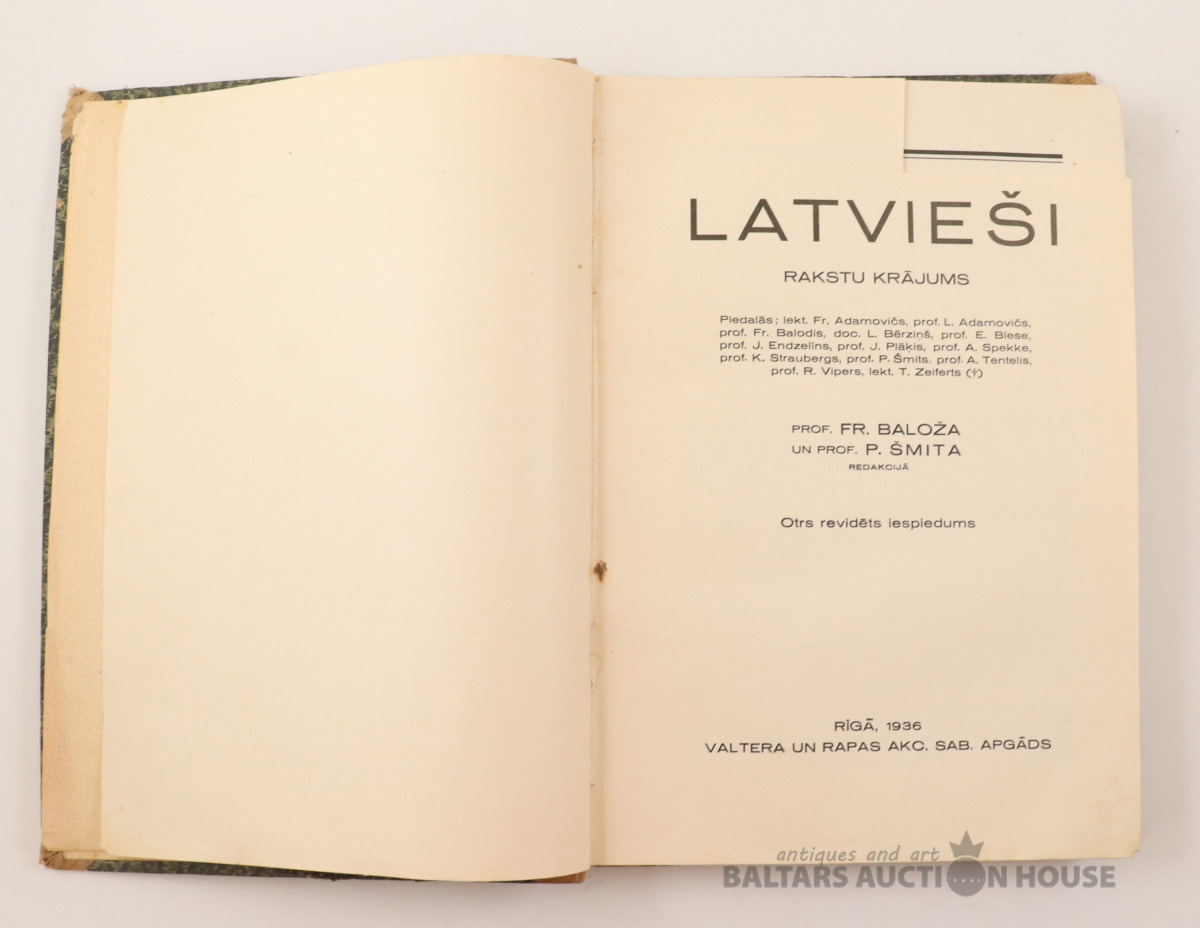 LATVIEŠI
RAKSTU KRĀJUMS
Piedalās; lekt. Fr. Adamovičs, prof. L. Adamovičs,
prof. Fr. Balodis, doc. L. Bērziņš, prof. E. Blese,
prof. J. Endzelīns, prof. J. Plāķis, prof. A. Spekke,
prof. K. Straubergs, prof. P. Šmits. prof. A. Tentelis,
prof. R. Vipers, lekt. T. Zeiferts (†)
PROF. FR. BALOŽA
UN PROF. P. ŠMITA
REDAKCIJĀ
Otrs revidēts iespiedums
RĪGĀ, 1936
VALTERA UN RAPAS AKC. SAB. APGĀDS
antiques and art
BALTARS AUCTION HOUSE